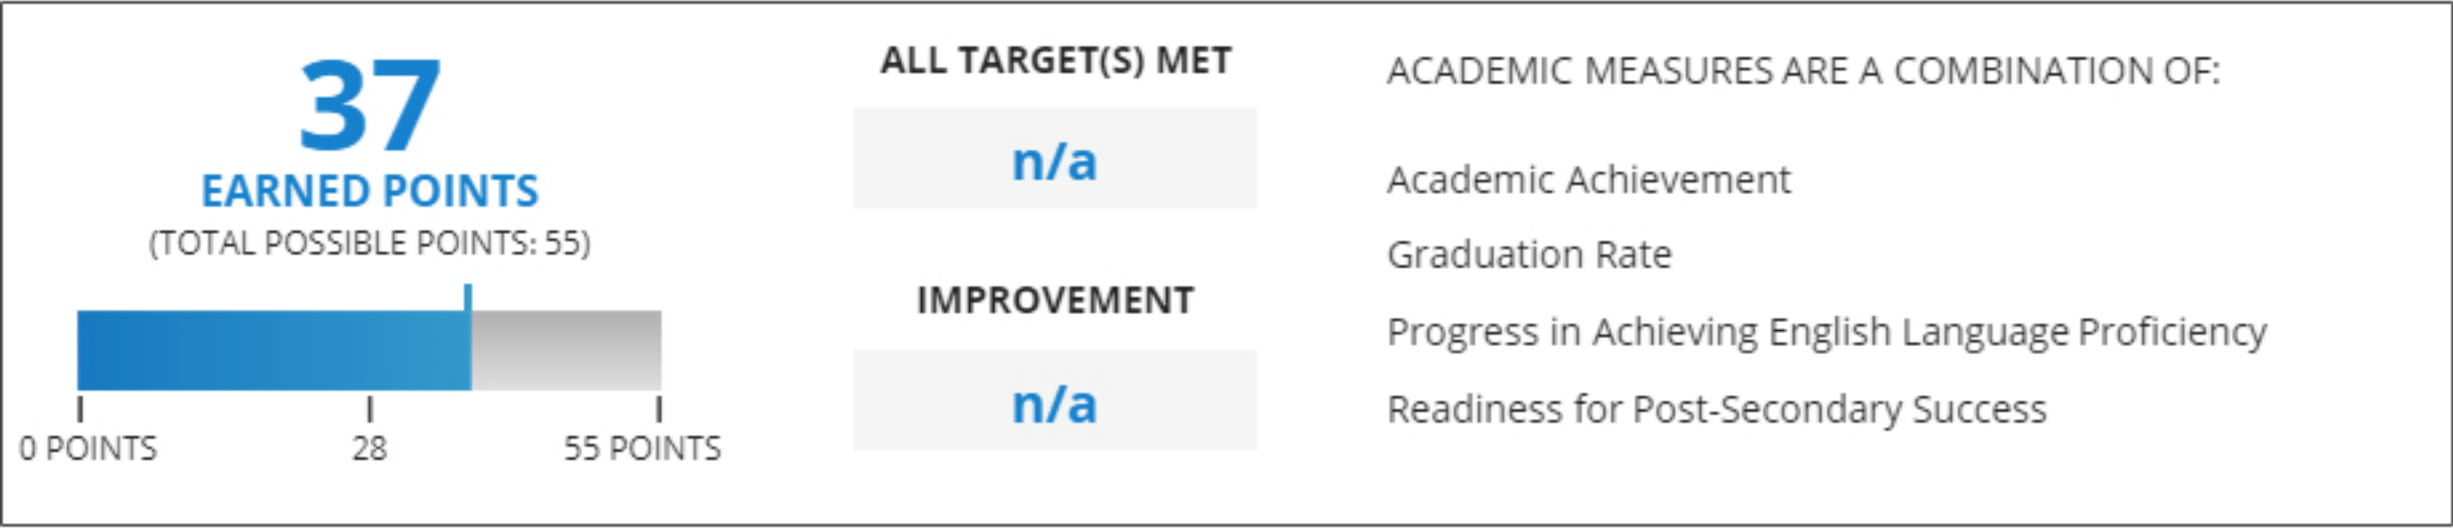 37
EARNED POINTS
(TOTAL POSSIBLE POINTS: 55)
0 POINTS
28
55 POINTS
ALL TARGET(S) MET
n/a
IMPROVEMENT
n/a
ACADEMIC MEASURES ARE A COMBINATION OF:
Academic Achievement
Graduation Rate
Progress in Achieving English Language Proficiency
Readiness for Post-Secondary Success